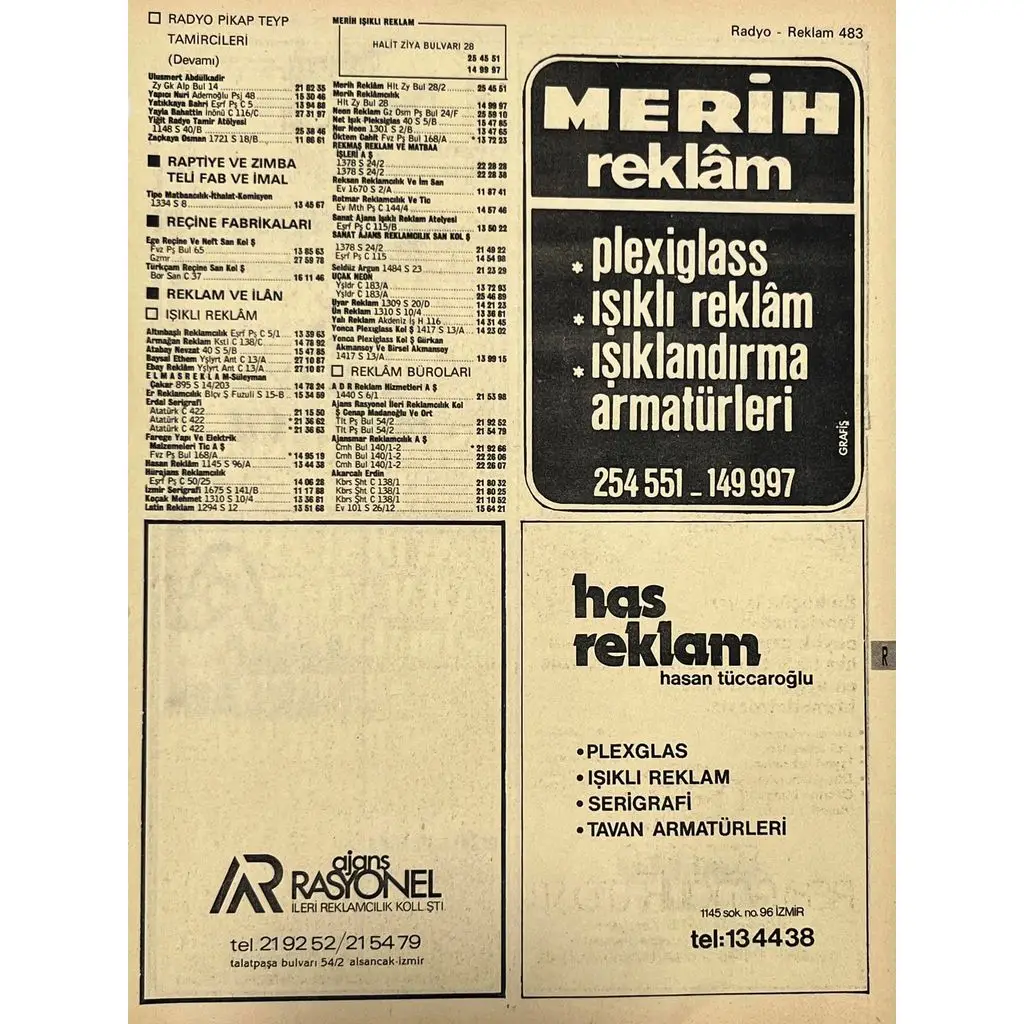 Radyo - Reklam 483
☐ RADYO PİKAP TEYP
TAMİRCİLERİ
(Devamı)
Ulusmert Abdülkadir
Zy Gk Alp Bul 14 21 82 35
Yapıcı Nuri Ademoğlu Psj 48 15 30 46
Yatıkkaya Bahri Eşrf Pş C 5 13 94 88
Yayla Bahattin İnönü C 116/C 27 31 97
Yiğit Radyo Tamir Atölyesi
1148 S 40/B 25 38 46
Zaçkaya Osman 1721 S 18/B 11 86 61
■ RAPTİYE VE ZIMBA
TELİ FAB VE İMAL
Tipo Matbaacılık-İthalat-Komisyon
1334 S 8 13 45 67
■ REÇİNE FABRİKALARI
Ege Reçine Ve Neft San Kol Ş
Fvz Pş Bul 65 13 85 63
Gzmr 27 59 78
Türkçam Reçine San Kol Ş
Bor San C 37 16 11 46
■ REKLAM VE İLÂN
☐ IŞIKLI REKLÂM
Altınbaşlı Reklamcılık Eşrf Pş C 5/1 13 39 63
Armağan Reklam Kstl C 138/C 14 78 92
Atabay Nevzat 40 S 5/B 15 47 85
Baysal Ethem Yşlyrt Ant C 13/A 27 10 87
Ebay Reklâm Yşlyrt Ant C 13/A 27 10 87
E L M A S R E K L A M-Süleyman
Çakar 895 S 14/203 14 78 24
Er Reklamcılık Blçv Ş Fuzuli S 15-B 15 34 59
Erdal Serigrafi
Atatürk C 422 21 15 50
Atatürk C 422 *21 36 62
Atatürk C 422 *21 36 63
Farege Yapı Ve Elektrik
Malzemeleri Tic A Ş
Fvz Pş Bul 168/A *14 95 19
Hasan Reklâm 1145 S 96/A 13 44 38
Hürajans Reklamcılık
Eşrf Pş C 50/25 14 06 28
İzmir Serigrafi 1675 S 141/B 11 17 88
Koçak Mehmet 1310 S 10/4 13 36 81
Latin Reklam 1294 S 12 13 51 68
MERİH IŞIKLI REKLAM
HALİT ZİYA BULVARI 28
25 45 51
14 99 97
Merih Reklâm Hlt Zy Bul 28/2 25 45 51
Merih Reklâmcılık
Hlt Zy Bul 28 14 99 97
Neon Reklam Gz Osm Pş Bul 24/F 25 59 10
Net Işık Pleksiglas 40 S 5/B 15 47 85
Nur Neon 1301 S 2/B 13 47 65
Öktem Cahit Fvz Pş Bul 168/A *13 72 23
REKMAŞ REKLAM VE MATBAA
İŞLERİ A Ş
1378 S 24/2 22 28 28
1378 S 24/2 22 28 38
Reksan Reklamcılık Ve İm San
Ev 1670 S 2/A 11 87 41
Rotmar Reklamcılık Ve Tic
Ev Mth Pş C 144/4 14 57 46
Sanat Ajans Işıklı Reklam Atelyesi
Eşrf Pş C 115/B 13 50 22
SANAT AJANS REKLAMCILIK SAN KOL Ş
1378 S 24/2 21 49 22
Eşrf Pş C 115 14 54 98
Seldüz Argun 1484 S 23 21 23 29
UÇAK NEON
Yşldr C 183/A 13 72 93
Yşldr C 183/A 25 46 89
Uyar Reklam 1309 S 20/D 14 21 23
Ün Reklam 1310 S 10/4 13 36 81
Yalı Reklam Akdeniz İş H 116 14 31 45
Yonca Plexıglass Kol Ş 1417 S 13/A 14 23 02
Yonca Plexıglass Kol Ş Gürkan
Akmansoy Ve Birsel Akmansoy
1417 S 13/A 13 99 15
☐ REKLÂM BÜROLARI
A D R Reklam Hizmetleri A Ş
1440 S 6/1 21 53 98
Ajans Rasyonel İleri Reklamcılık Kol
Ş Cenap Madanoğlu Ve Ort
Tlt Pş Bul 54/2 21 92 52
Tlt Pş Bul 54/2 21 54 79
Ajansmar Reklamcılık A Ş
Cmh Bul 140/1-2 *21 92 66
Cmh Bul 140/1-2 22 26 06
Cmh Bul 140/1-2 22 26 07
Akarcalı Erdin
Kbrs Şht C 138/1 21 80 32
Kbrs Şht C 138/1 21 80 25
Kbrs Şht C 138/1 21 10 52
Ev 101 S 26/12 15 64 21
MERİH
reklâm
* plexiglass
* ışıklı reklâm
* ışıklandırma
armatürleri
254 551 _ 149 997
GRAFİŞ
AR ajans
RASYONEL
İLERİ REKLAMCILIK KOLL ŞTİ.
tel. 21 92 52/21 54 79
talatpaşa bulvarı 54/2 alsancak-izmir
has
reklam
hasan tüccaroğlu
• PLEXGLAS
• IŞIKLI REKLAM
• SERİGRAFİ
• TAVAN ARMATÜRLERİ
1145 sok. no. 96 İZMİR
tel:13 44 38
R